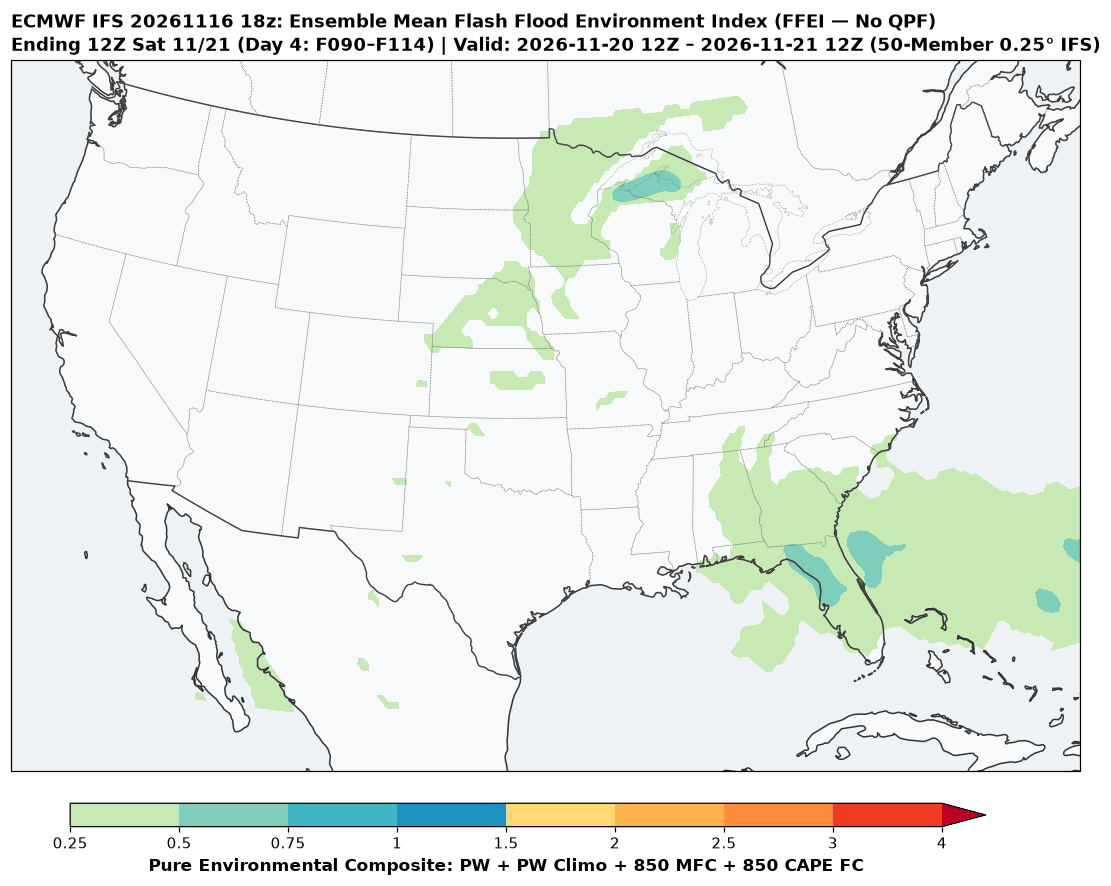 ECMWF IFS 20261116 18z: Ensemble Mean Flash Flood Environment Index (FFEI — No QPF)
Ending 12Z Sat 11/21 (Day 4: F090–F114) | Valid: 2026-11-20 12Z – 2026-11-21 12Z (50-Member 0.25° IFS)
0.25 0.5 0.75 1 1.5 2 2.5 3 4
Pure Environmental Composite: PW + PW Climo + 850 MFC + 850 CAPE FC